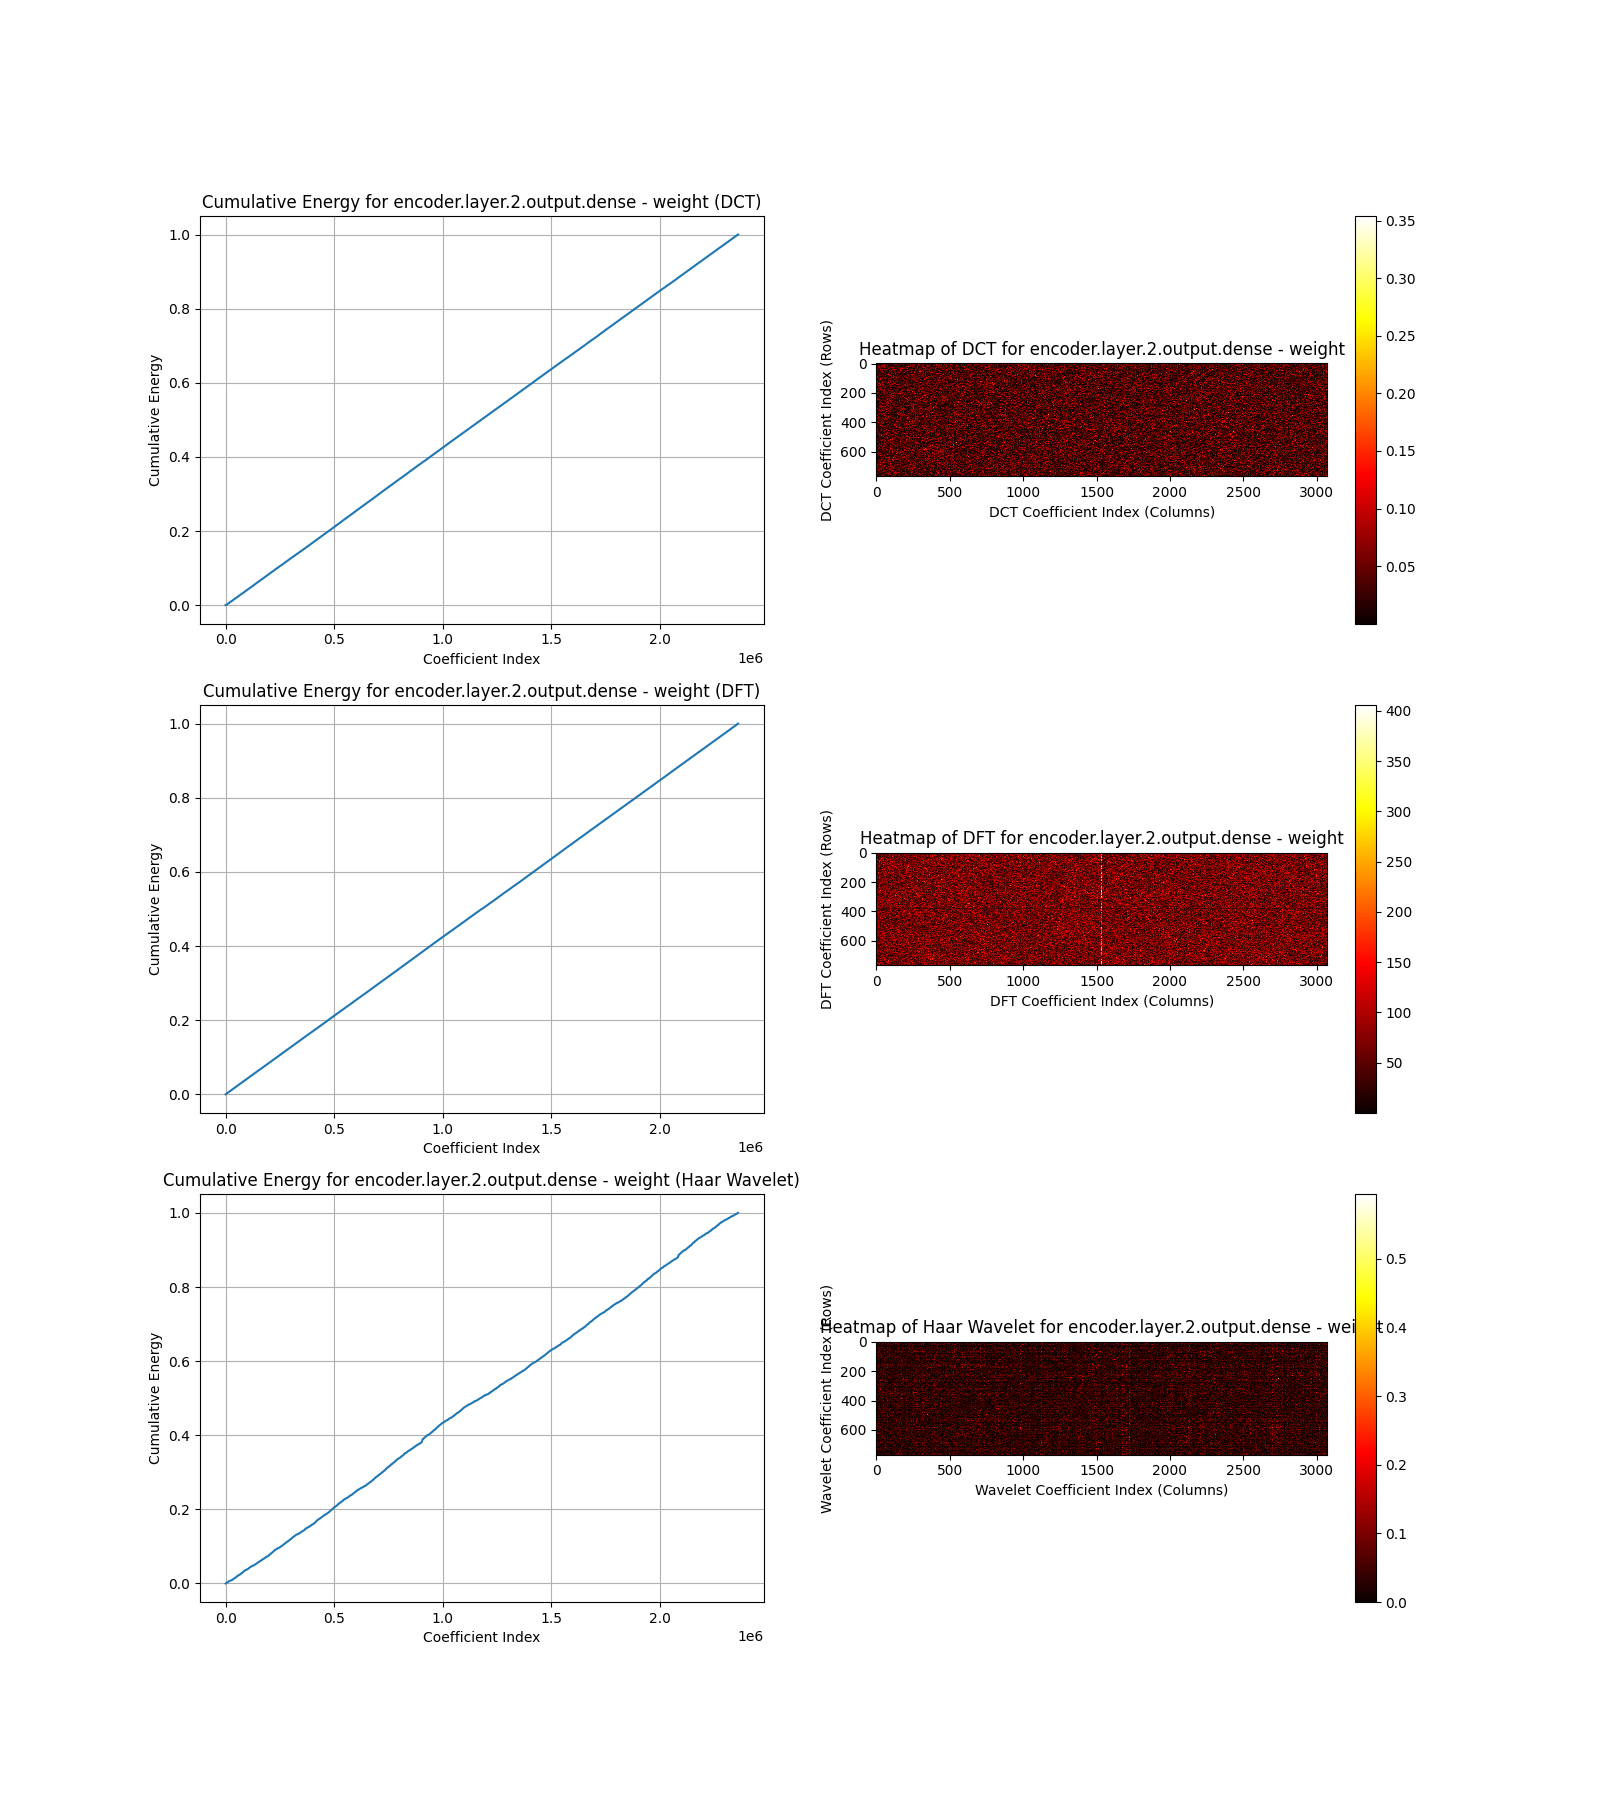 Cumulative Energy for encoder.layer.2.output.dense - weight (DCT)
1.0
0.8
0.6
0.4
0.2
0.0
Cumulative Energy
0.0 0.5 1.0 1.5 2.0
1e6
Coefficient Index
Heatmap of DCT for encoder.layer.2.output.dense - weight
0
200
400
600
DCT Coefficient Index (Rows)
0 500 1000 1500 2000 2500 3000
DCT Coefficient Index (Columns)
0.35
0.30
0.25
0.20
0.15
0.10
0.05
Cumulative Energy for encoder.layer.2.output.dense - weight (DFT)
1.0
0.8
0.6
0.4
0.2
0.0
Cumulative Energy
0.0 0.5 1.0 1.5 2.0
1e6
Coefficient Index
Heatmap of DFT for encoder.layer.2.output.dense - weight
0
200
400
600
DFT Coefficient Index (Rows)
0 500 1000 1500 2000 2500 3000
DFT Coefficient Index (Columns)
400
350
300
250
200
150
100
50
Cumulative Energy for encoder.layer.2.output.dense - weight (Haar Wavelet)
1.0
0.8
0.6
0.4
0.2
0.0
Cumulative Energy
0.0 0.5 1.0 1.5 2.0
1e6
Coefficient Index
Heatmap of Haar Wavelet for encoder.layer.2.output.dense - weight
0
200
400
600
Wavelet Coefficient Index (Rows)
0 500 1000 1500 2000 2500 3000
Wavelet Coefficient Index (Columns)
0.5
0.4
0.3
0.2
0.1
0.0